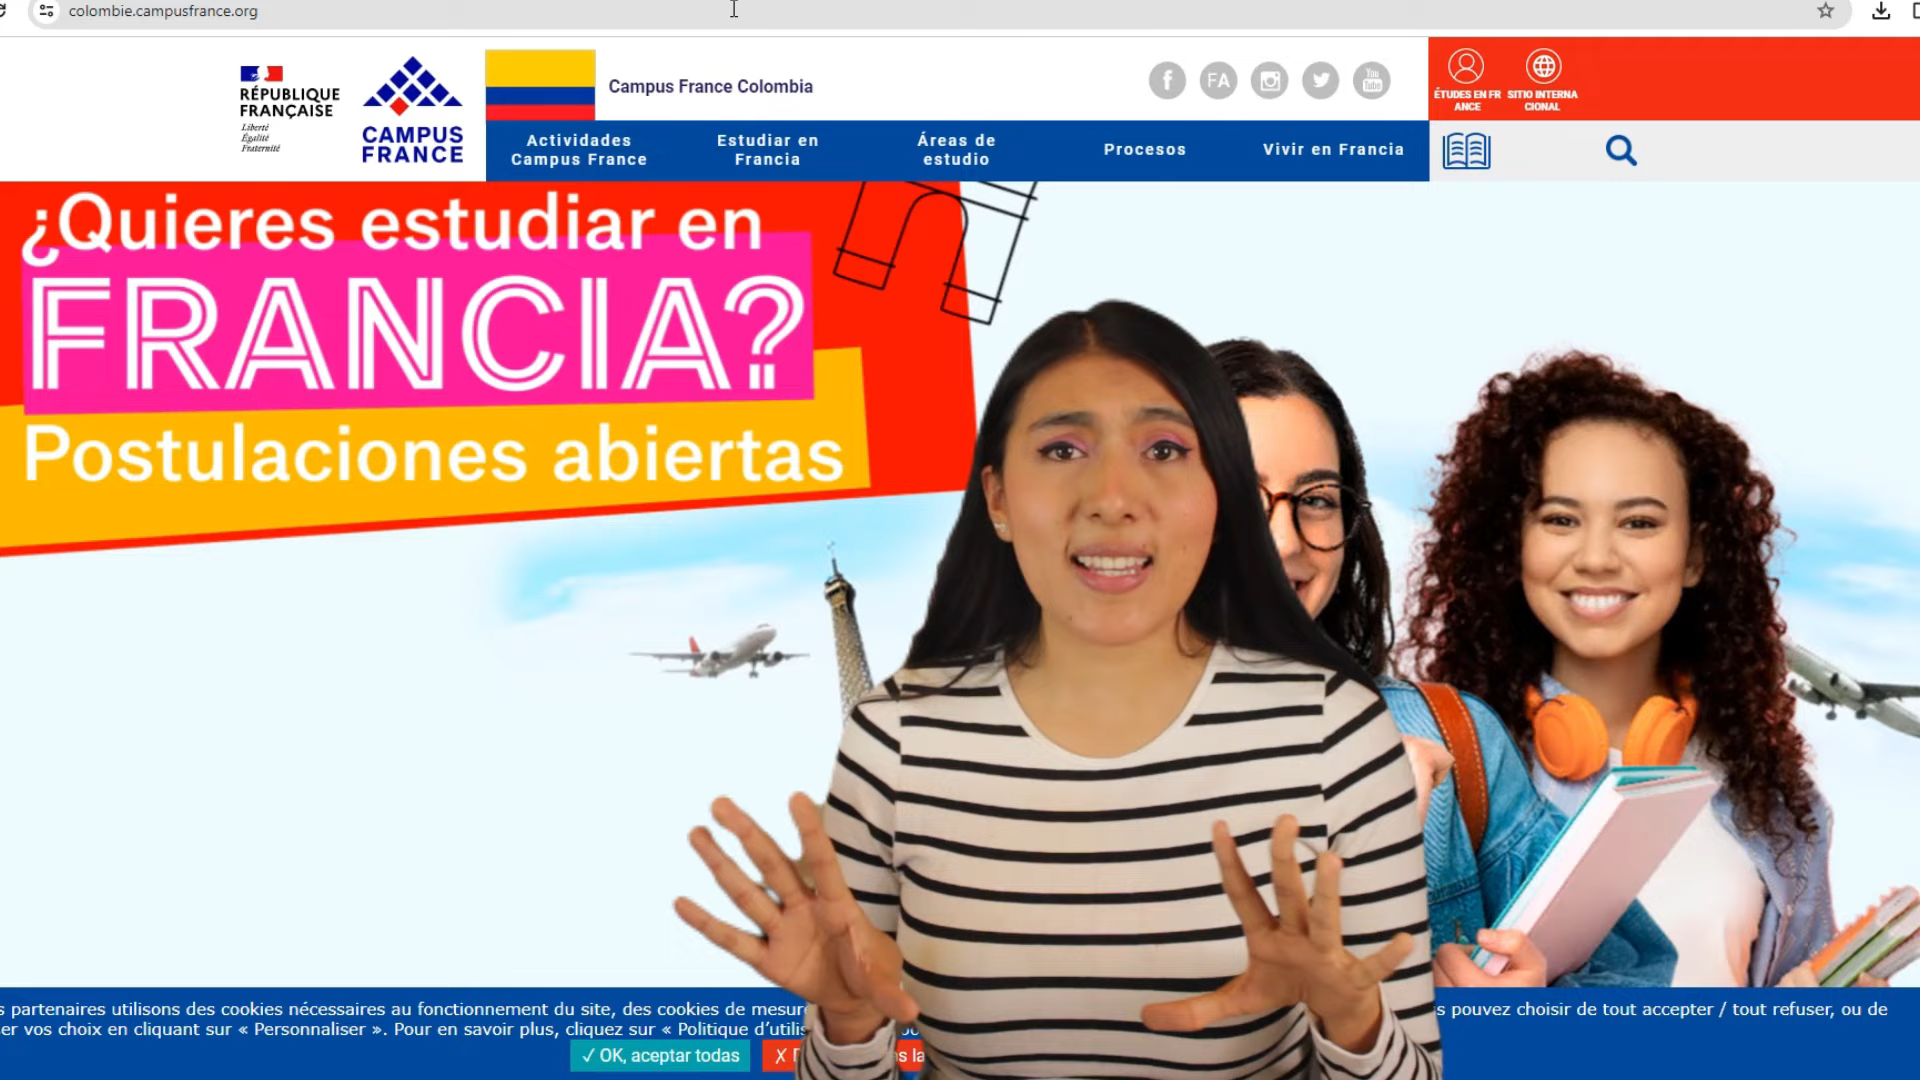 colombie.campusfrance.org
RÉPUBLIQUE
FRANÇAISE
Liberté
Égalité
Fraternité
CAMPUS
FRANCE
Campus France Colombia
FA
You
Tube
ÉTUDES EN FR
ANCE
SITIO INTERNA
CIONAL
Actividades
Campus France
Estudiar en
Francia
Áreas de
estudio
Procesos
Vivir en Francia
¿Quieres estudiar en
FRANCIA?
Postulaciones abiertas
s partenaires utilisons des cookies nécessaires au fonctionnement du site, des cookies de mesure
s pouvez choisir de tout accepter / tout refuser, ou de
er vos choix en cliquant sur « Personnaliser ». Pour en savoir plus, cliquez sur « Politique d'utilis
✓ OK, aceptar todas
✗